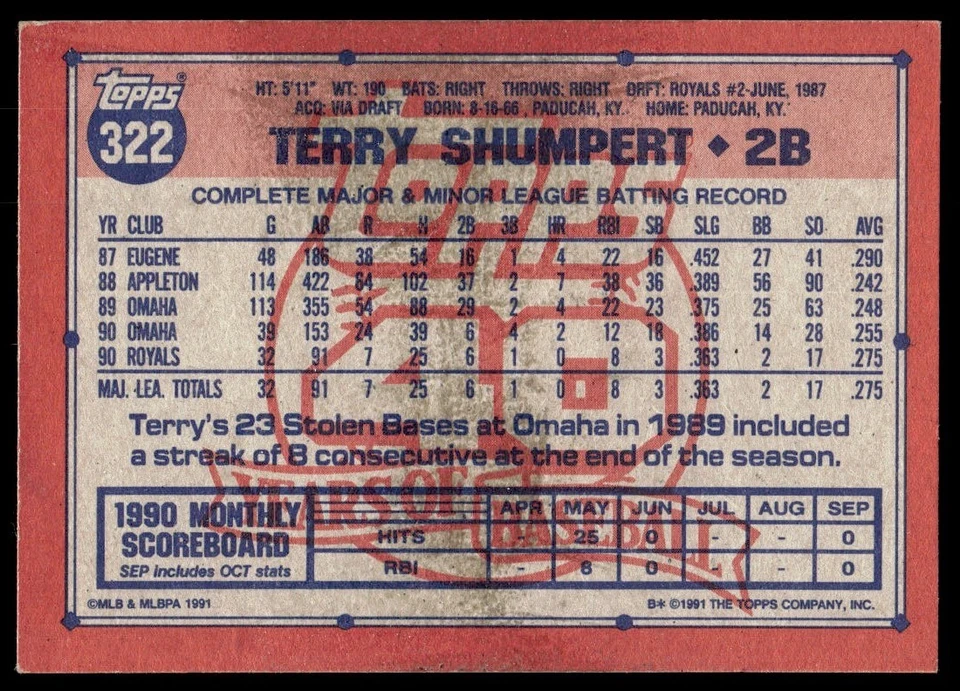 Topps®
322
HT: 5'11" WT: 190 BATS: RIGHT THROWS: RIGHT DRFT: ROYALS #2-JUNE, 1987
ACQ: VIA DRAFT BORN: 8-16-66, PADUCAH, KY. HOME: PADUCAH, KY.
TERRY SHUMPERT ♦ 2B
COMPLETE MAJOR & MINOR LEAGUE BATTING RECORD
YR CLUB G AB R H 2B 3B HR RBI SB SLG BB SO AVG
87 EUGENE 48 186 38 54 16 1 4 22 16 .452 27 41 .290
88 APPLETON 114 422 64 102 37 2 7 38 36 .389 56 90 .242
89 OMAHA 113 355 54 88 29 2 4 22 23 .375 25 63 .248
90 OMAHA 39 153 24 39 6 4 2 12 18 .386 14 28 .255
90 ROYALS 32 91 7 25 6 1 0 8 3 .363 2 17 .275
MAJ. LEA. TOTALS 32 91 7 25 6 1 0 8 3 .363 2 17 .275
Terry's 23 Stolen Bases at Omaha in 1989 included
a streak of 8 consecutive at the end of the season.
Topps
40
YEARS OF BASEBALL
1990 MONTHLY
SCOREBOARD
SEP includes OCT stats
APR MAY JUN JUL AUG SEP
HITS - 25 0 - - 0
RBI - 8 0 - - 0
©MLB & MLBPA 1991
B* ©1991 THE TOPPS COMPANY, INC.